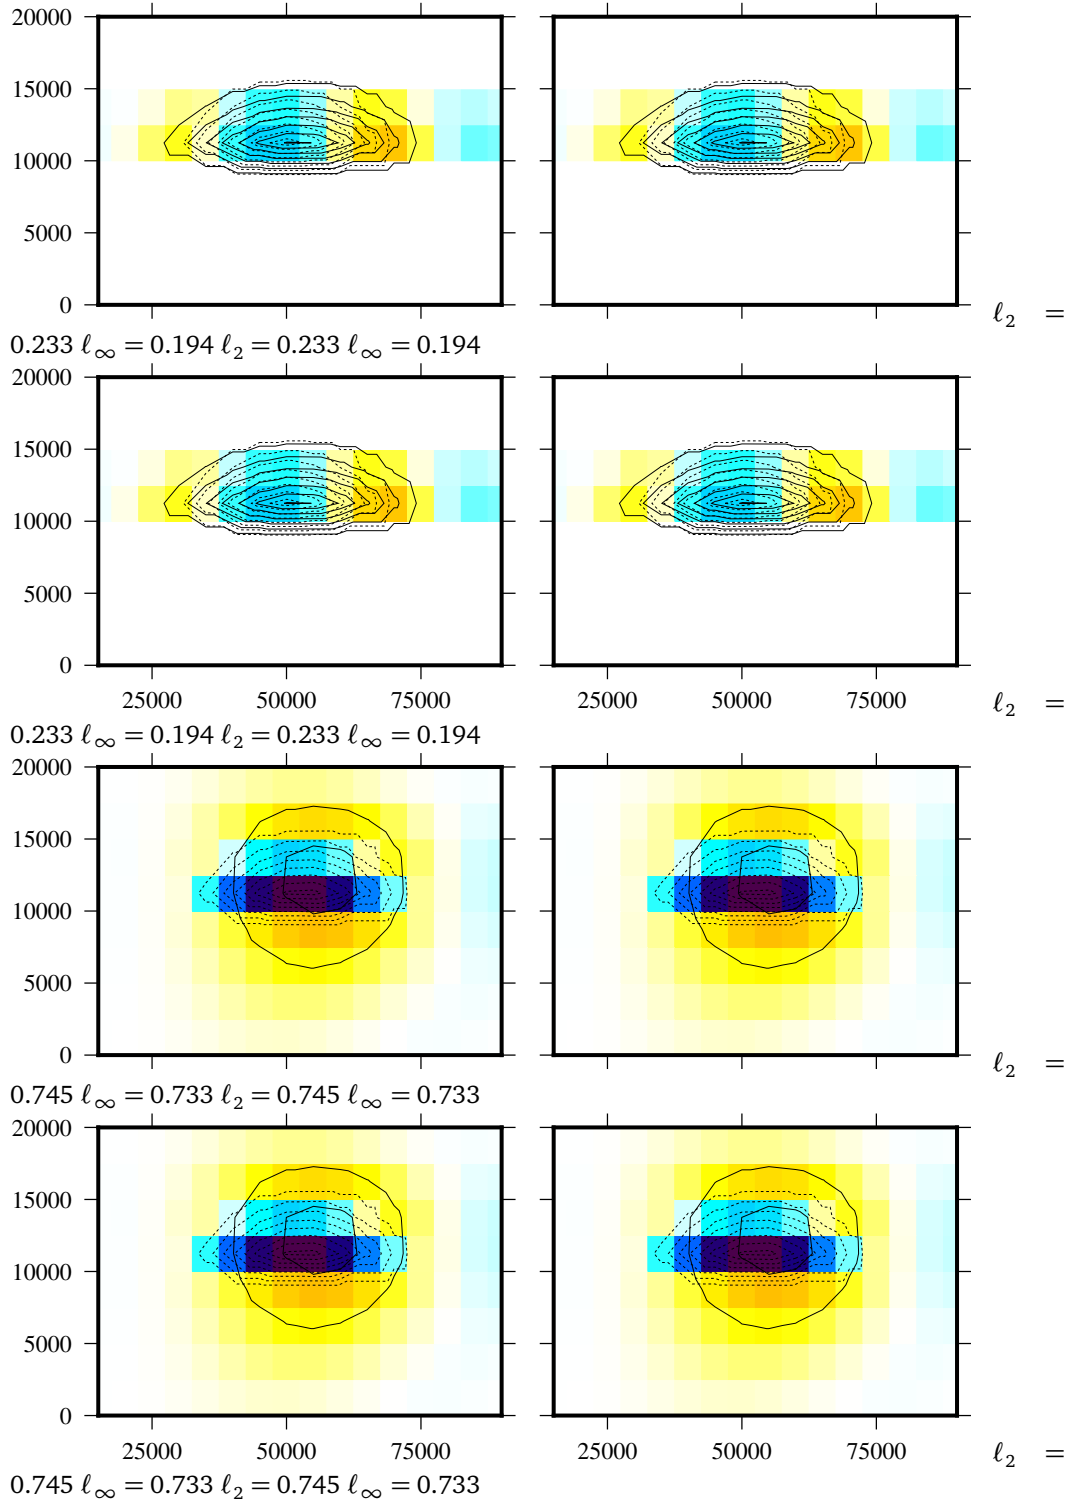 20000
15000
10000
5000
0
ℓ₂ =
0.233 ℓ∞ = 0.194 ℓ₂ = 0.233 ℓ∞ = 0.194
20000
15000
10000
5000
0
25000 50000 75000 25000 50000 75000 ℓ₂ =
0.233 ℓ∞ = 0.194 ℓ₂ = 0.233 ℓ∞ = 0.194
20000
15000
10000
5000
0
ℓ₂ =
0.745 ℓ∞ = 0.733 ℓ₂ = 0.745 ℓ∞ = 0.733
20000
15000
10000
5000
0
25000 50000 75000 25000 50000 75000 ℓ₂ =
0.745 ℓ∞ = 0.733 ℓ₂ = 0.745 ℓ∞ = 0.733